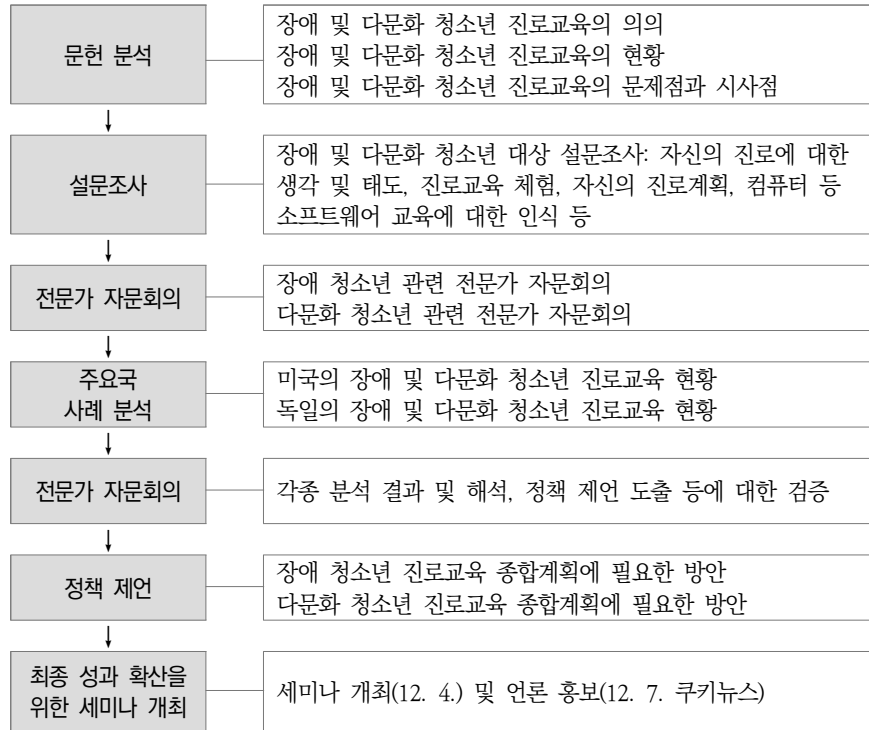 문헌 분석
장애 및 다문화 청소년 진로교육의 의의
장애 및 다문화 청소년 진로교육의 현황
장애 및 다문화 청소년 진로교육의 문제점과 시사점
설문조사
장애 및 다문화 청소년 대상 설문조사: 자신의 진로에 대한
생각 및 태도, 진로교육 체험, 자신의 진로계획, 컴퓨터 등
소프트웨어 교육에 대한 인식 등
전문가 자문회의
장애 청소년 관련 전문가 자문회의
다문화 청소년 관련 전문가 자문회의
주요국
사례 분석
미국의 장애 및 다문화 청소년 진로교육 현황
독일의 장애 및 다문화 청소년 진로교육 현황
전문가 자문회의
각종 분석 결과 및 해석, 정책 제언 도출 등에 대한 검증
정책 제언
장애 청소년 진로교육 종합계획에 필요한 방안
다문화 청소년 진로교육 종합계획에 필요한 방안
최종 성과 확산을
위한 세미나 개최
세미나 개최(12. 4.) 및 언론 홍보(12. 7. 쿠키뉴스)